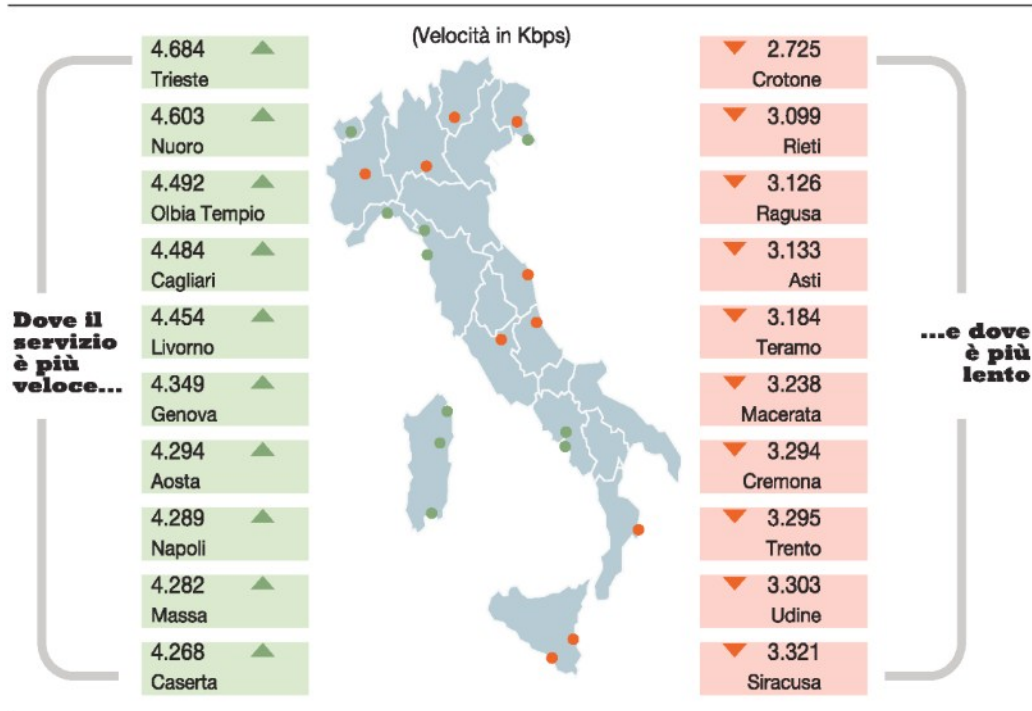 (Velocità in Kbps)
Dove il
servizio
è più
veloce...
4.684
Trieste
4.603
Nuoro
4.492
Olbia Tempio
4.484
Cagliari
4.454
Livorno
4.349
Genova
4.294
Aosta
4.289
Napoli
4.282
Massa
4.268
Caserta
...e dove
è più
lento
2.725
Crotone
3.099
Rieti
3.126
Ragusa
3.133
Asti
3.184
Teramo
3.238
Macerata
3.294
Cremona
3.295
Trento
3.303
Udine
3.321
Siracusa